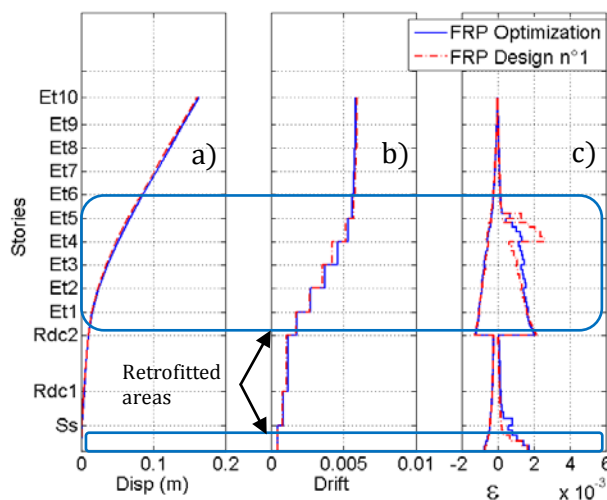 FRP Optimization
FRP Design n°1
Et10
Et9
Et8
Et7
Et6
Et5
Et4
Et3
Et2
Et1
Rdc2
Rdc1
Ss
Stories
a)
b)
c)
Retrofitted
areas
0 0.1 0.2
Disp (m)
0 0.005 0.01
Drift
-2 0 2 4 6
ε x 10⁻³